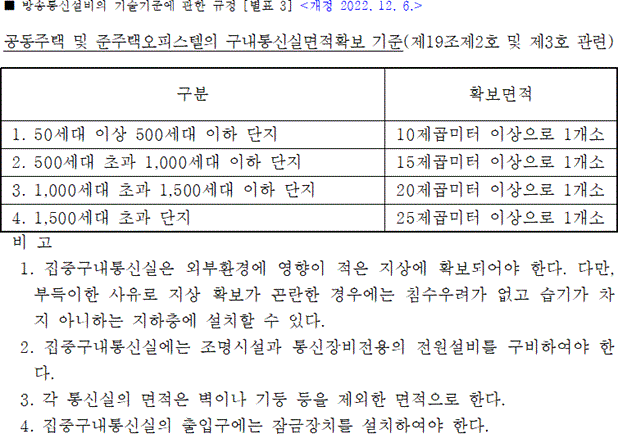 ■ 방송통신설비의 기술기준에 관한 규정 [별표 3] <개정 2022. 12. 6.>
공동주택 및 준주택오피스텔의 구내통신실면적확보 기준(제19조제2호 및 제3호 관련)
구분 확보면적
1. 50세대 이상 500세대 이하 단지 10제곱미터 이상으로 1개소
2. 500세대 초과 1,000세대 이하 단지 15제곱미터 이상으로 1개소
3. 1,000세대 초과 1,500세대 이하 단지 20제곱미터 이상으로 1개소
4. 1,500세대 초과 단지 25제곱미터 이상으로 1개소
비 고
1. 집중구내통신실은 외부환경에 영향이 적은 지상에 확보되어야 한다. 다만,
부득이한 사유로 지상 확보가 곤란한 경우에는 침수우려가 없고 습기가 차
지 아니하는 지하층에 설치할 수 있다.
2. 집중구내통신실에는 조명시설과 통신장비전용의 전원설비를 구비하여야 한
다.
3. 각 통신실의 면적은 벽이나 기둥 등을 제외한 면적으로 한다.
4. 집중구내통신실의 출입구에는 잠금장치를 설치하여야 한다.